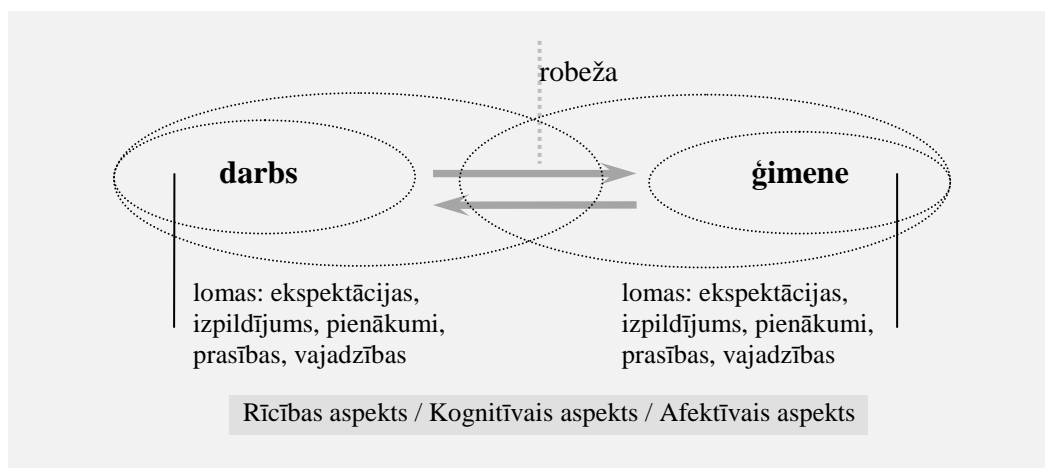 robeža
darbs
ģimene
lomas: ekspektācijas,
izpildījums, pienākumi,
prasības, vajadzības
lomas: ekspektācijas,
izpildījums, pienākumi,
prasības, vajadzības
Rīcības aspekts / Kognitīvais aspekts / Afektīvais aspekts